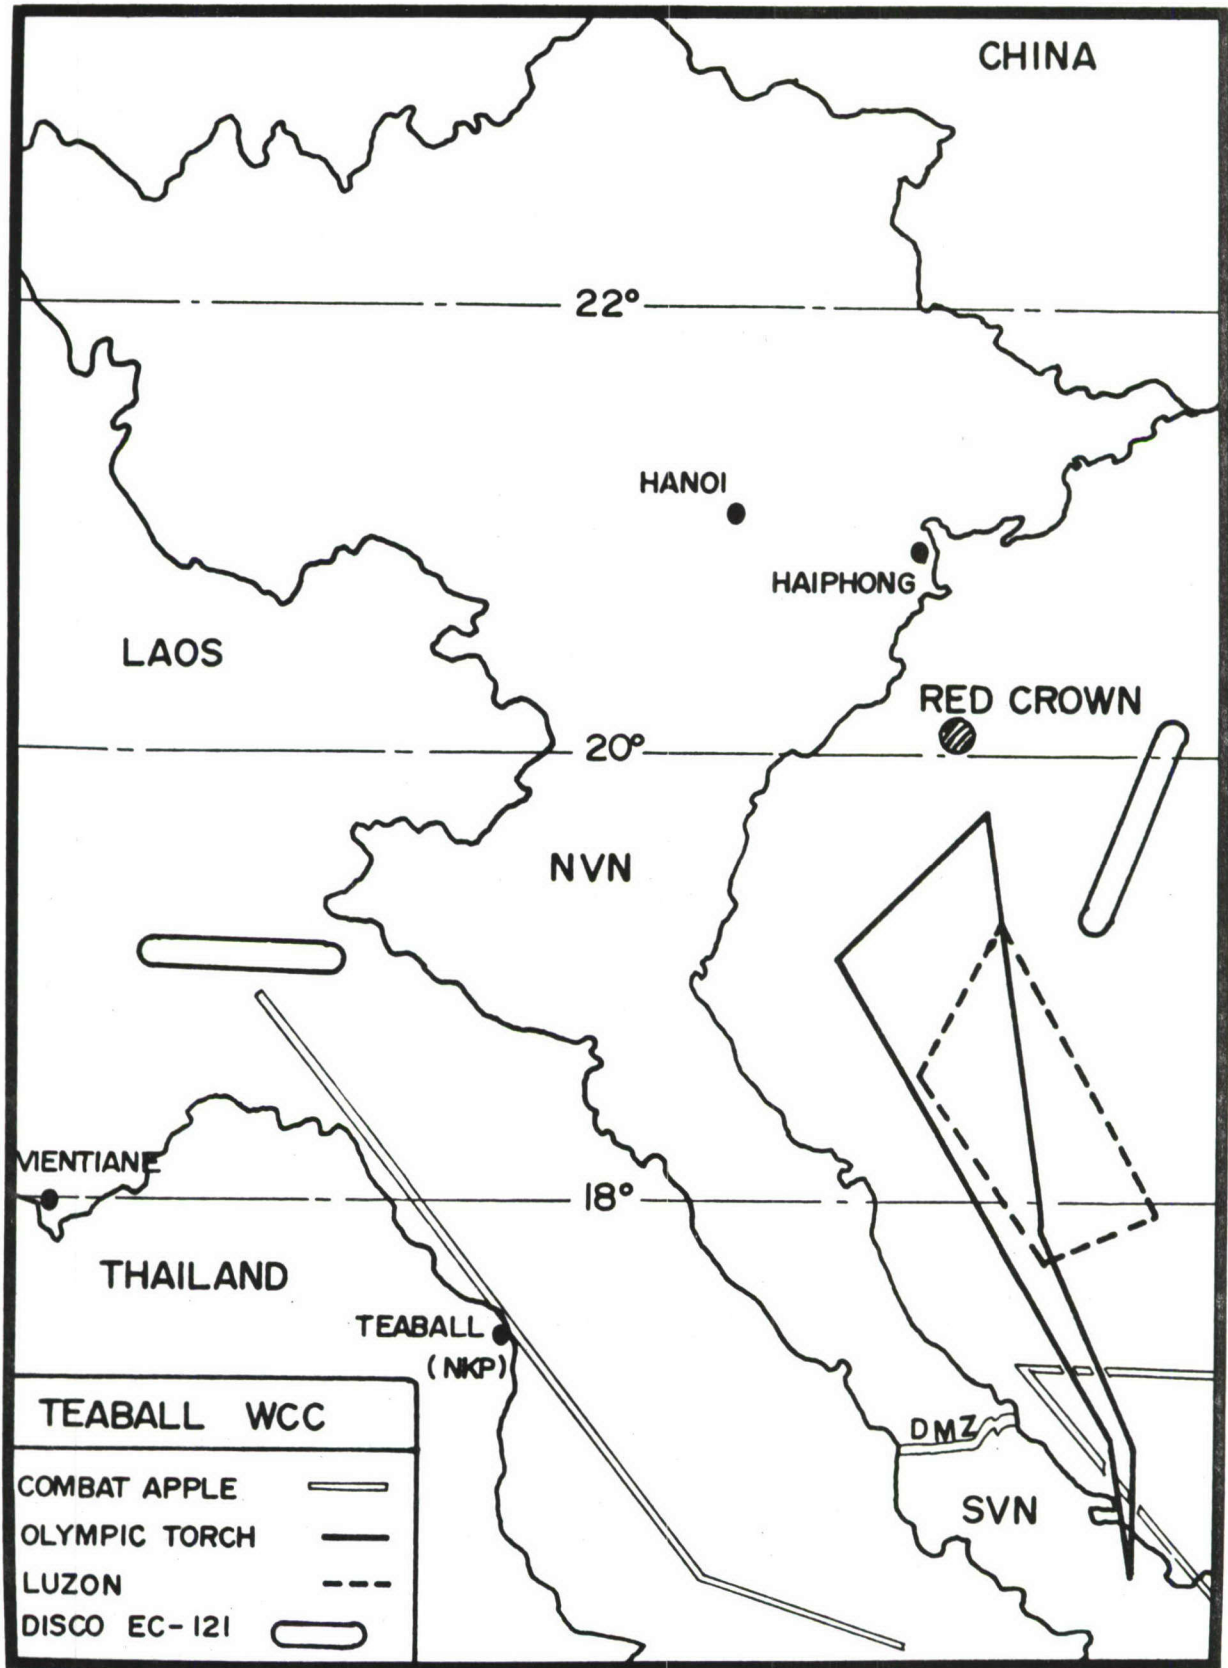 CHINA
22°
HANOI
HAIPHONG
LAOS
RED CROWN
20°
NVN
VIENTIANE
18°
THAILAND
TEABALL
(NKP)
DMZ
SVN
TEABALL WCC
COMBAT APPLE
OLYMPIC TORCH
LUZON
DISCO EC-121